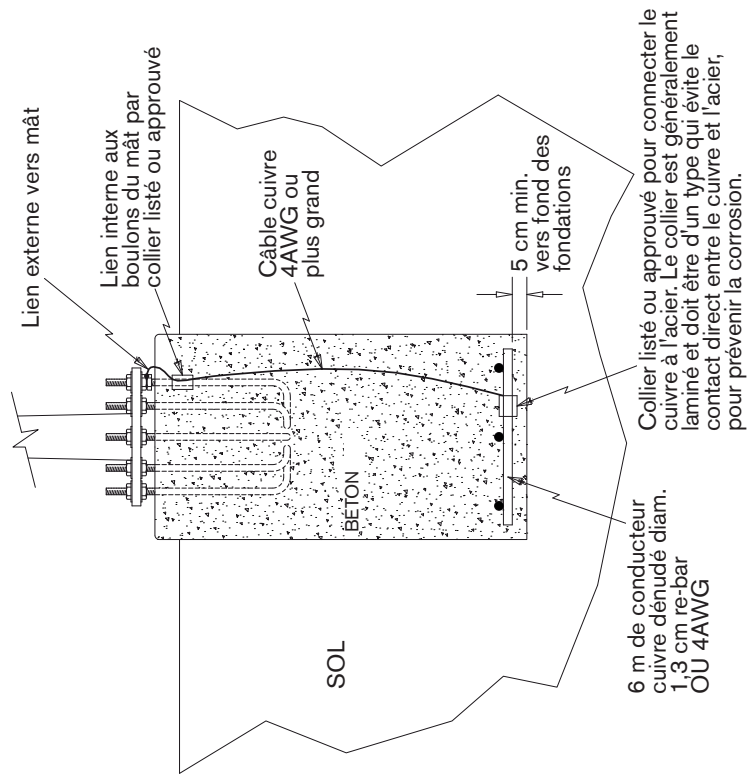 Lien externe vers mât
Lien interne aux
boulons du mât par
collier listé ou approuvé
Câble cuivre
4AWG ou
plus grand
5 cm min.
vers fond des
fondations
BETON
SOL
6 m de conducteur
cuivre dénudé diam.
1,3 cm re-bar
OU 4AWG
Collier listé ou approuvé pour connecter le
cuivre à l'acier. Le collier est généralement
laminé et doit être d'un type qui évite le
contact direct entre le cuivre et l'acier,
pour prévenir la corrosion.